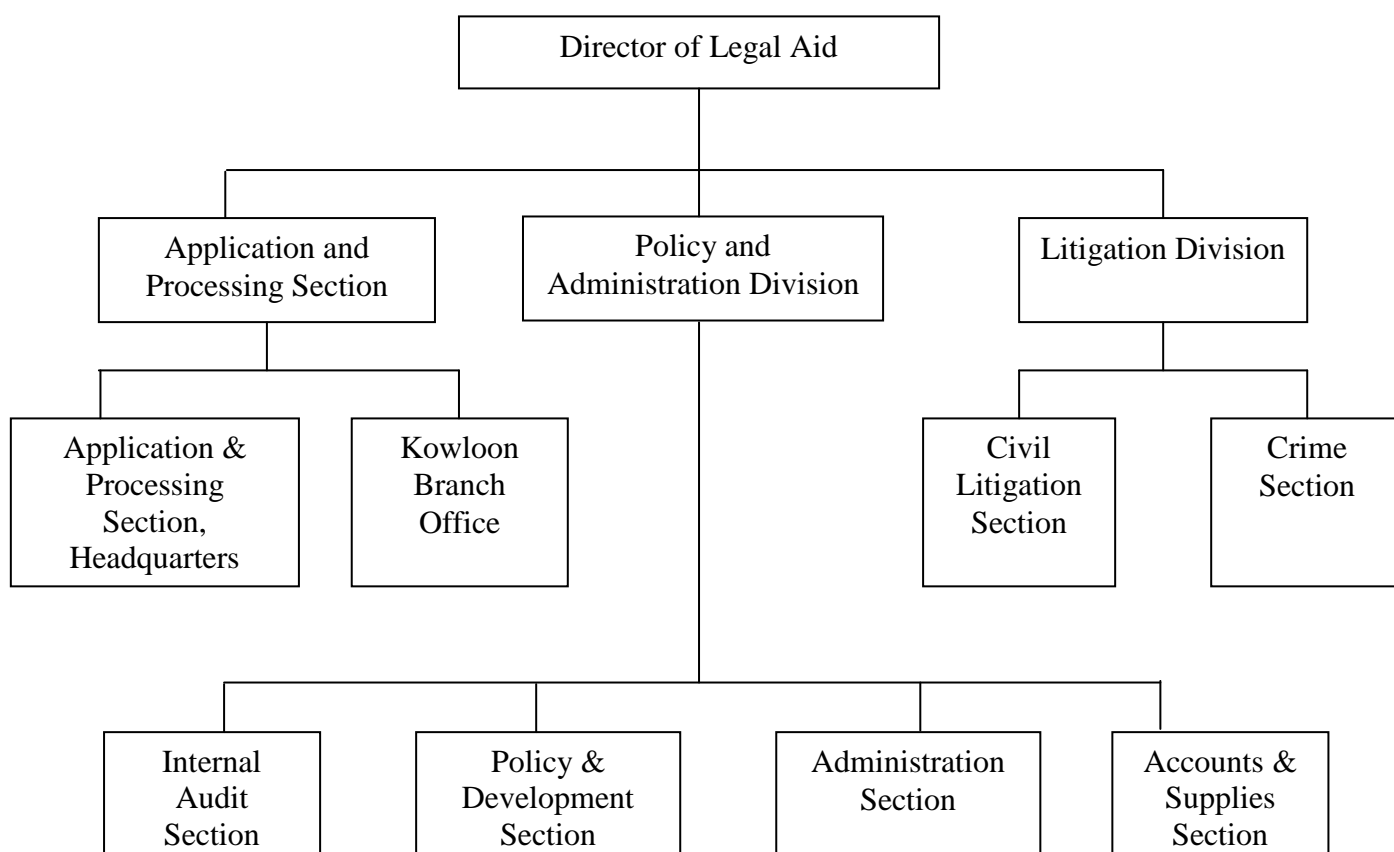 Director of Legal Aid
Application and
Processing Section
Policy and
Administration Division
Litigation Division
Application &
Processing
Section,
Headquarters
Kowloon
Branch
Office
Civil
Litigation
Section
Crime
Section
Internal
Audit
Section
Policy &
Development
Section
Administration
Section
Accounts &
Supplies
Section